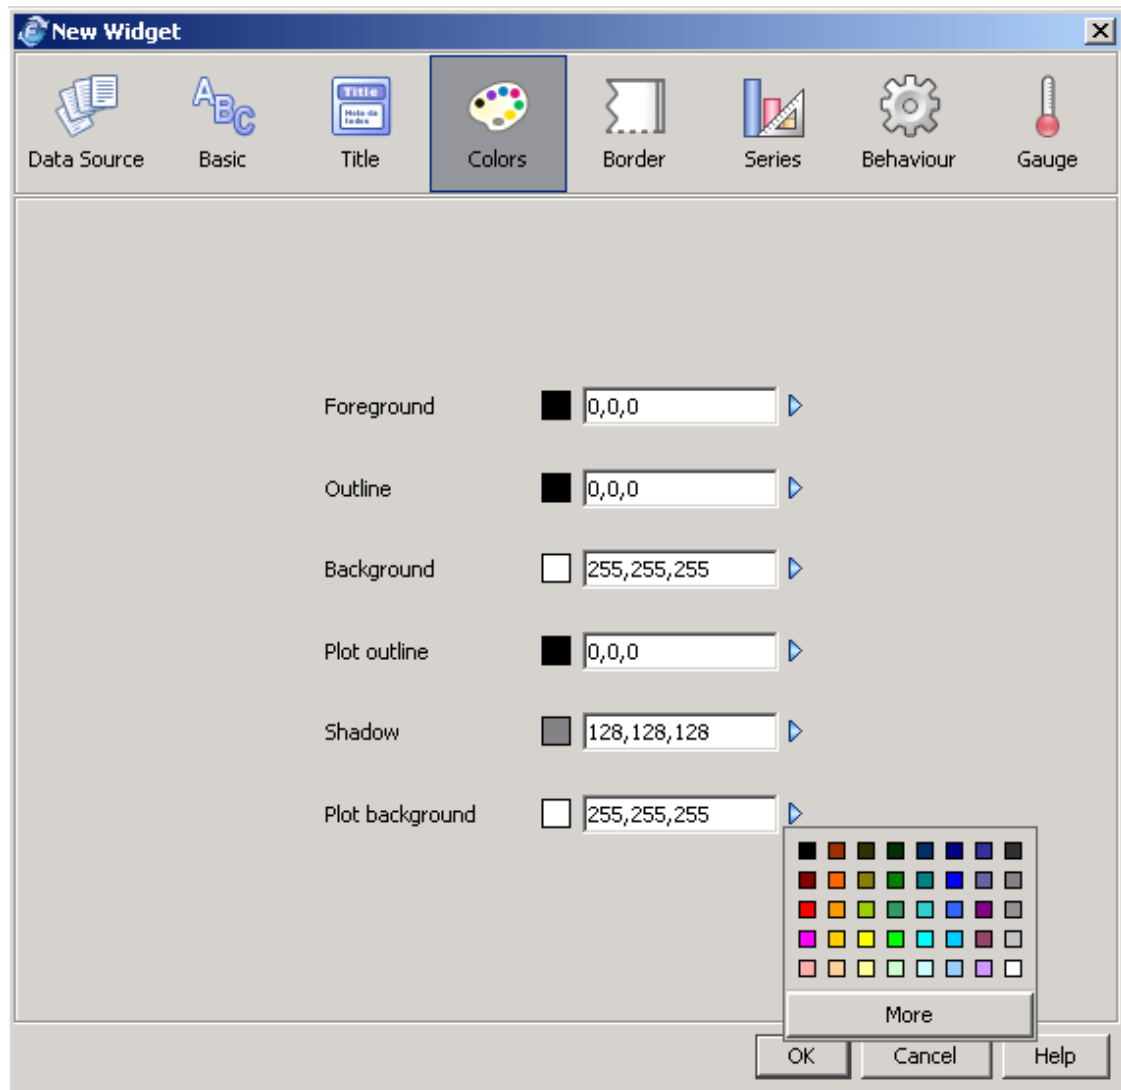 New Widget
Title
ABC
Data Source Basic Title Colors Border Series Behaviour Gauge
Foreground 0,0,0
Outline 0,0,0
Background 255,255,255
Plot outline 0,0,0
Shadow 128,128,128
Plot background 255,255,255
More
OK Cancel Help